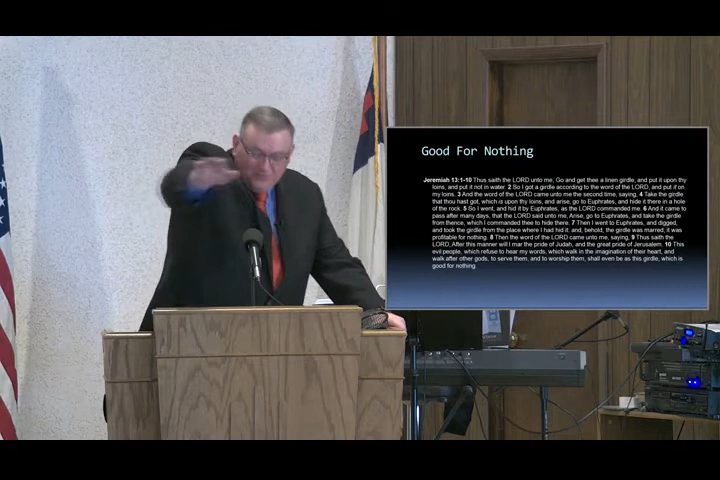 Good For Nothing
Jeremiah 13:1-10 Thus saith the LORD unto me, Go and get thee a linen girdle, and put it upon thy
loins, and put it not in water. 2 So I got a girdle according to the word of the LORD, and put it on
my loins. 3 And the word of the LORD came unto me the second time, saying, 4 Take the girdle
that thou hast got, which is upon thy loins, and arise, go to Euphrates, and hide it there in a hole
of the rock. 5 So I went, and hid it by Euphrates, as the LORD commanded me. 6 And it came to
pass after many days, that the LORD said unto me, Arise, go to Euphrates, and take the girdle
from thence, which I commanded thee to hide there. 7 Then I went to Euphrates, and digged,
and took the girdle from the place where I had hid it: and, behold, the girdle was marred, it was
profitable for nothing. 8 Then the word of the LORD came unto me, saying, 9 Thus saith the
LORD, After this manner will I mar the pride of Judah, and the great pride of Jerusalem. 10 This
evil people, which refuse to hear my words, which walk in the imagination of their heart, and
walk after other gods, to serve them, and to worship them, shall even be as this girdle, which is
good for nothing.